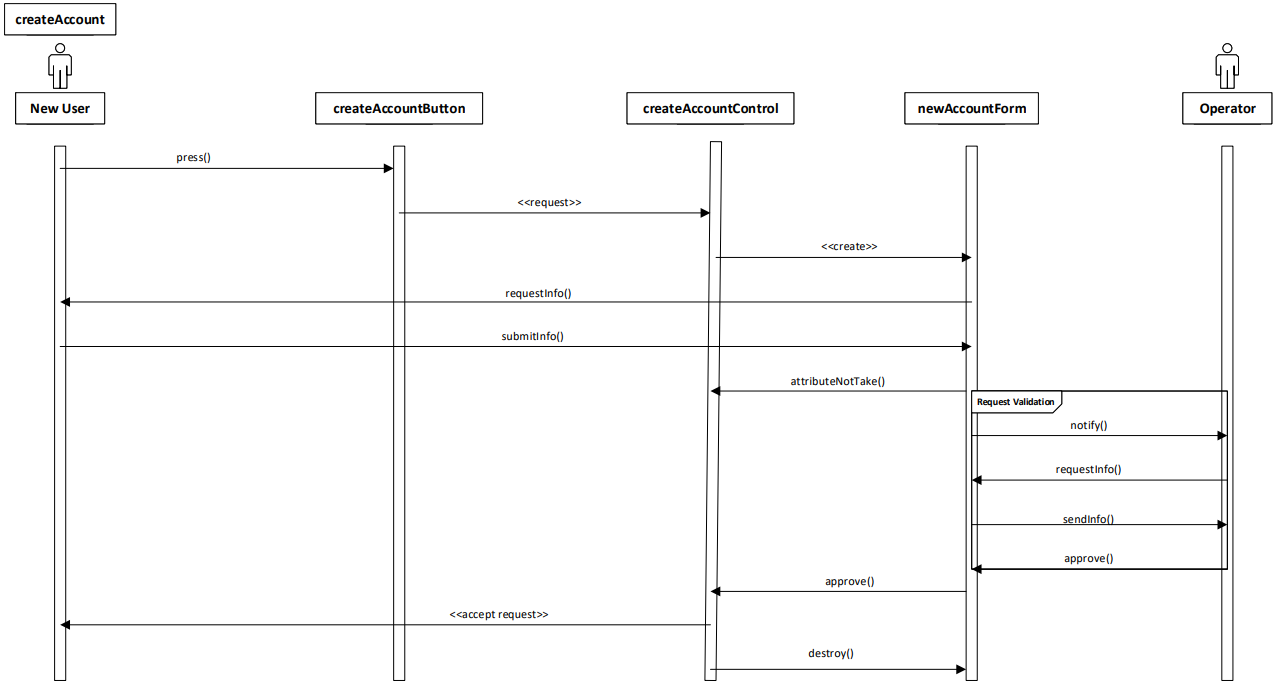 createAccount
New User
createAccountButton
createAccountControl
newAccountForm
Operator
press()
<<request>>
<<create>>
requestInfo()
submitInfo()
attributeNotTake()
Request Validation
notify()
requestInfo()
sendInfo()
approve()
approve()
<<accept request>>
destroy()